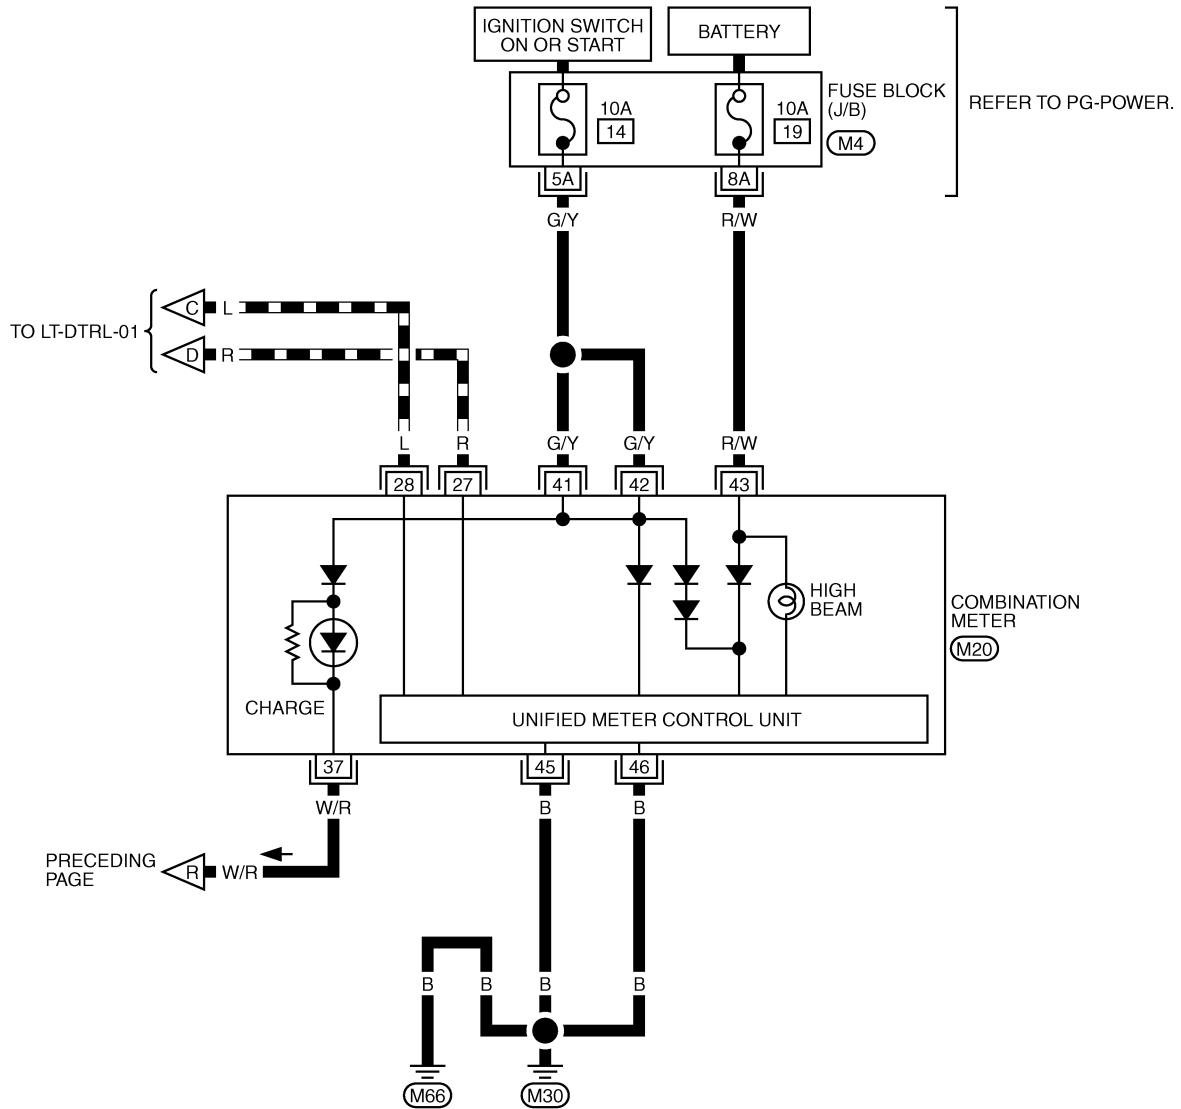 IGNITION SWITCH
ON OR START
BATTERY
10A
14
10A
19
FUSE BLOCK
(J/B)
M4
REFER TO PG-POWER.
5A
8A
G/Y
R/W
TO LT-DTRL-01
C
L
D
R
L
R
G/Y
G/Y
R/W
28
27
41
42
43
HIGH
BEAM
COMBINATION
METER
M20
CHARGE
UNIFIED METER CONTROL UNIT
37
45
46
W/R
B
B
PRECEDING
PAGE
R
W/R
B
B
B
B
M66
M30